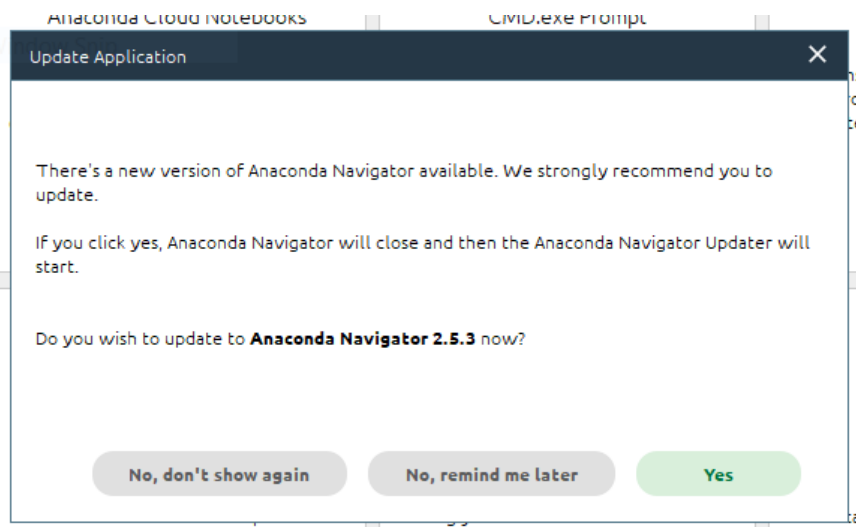 Anaconda Cloud Notebooks
CMD.exe Prompt
Update Application
There's a new version of Anaconda Navigator available. We strongly recommend you to
update.
If you click yes, Anaconda Navigator will close and then the Anaconda Navigator Updater will
start.
Do you wish to update to Anaconda Navigator 2.5.3 now?
No, don't show again
No, remind me later
Yes